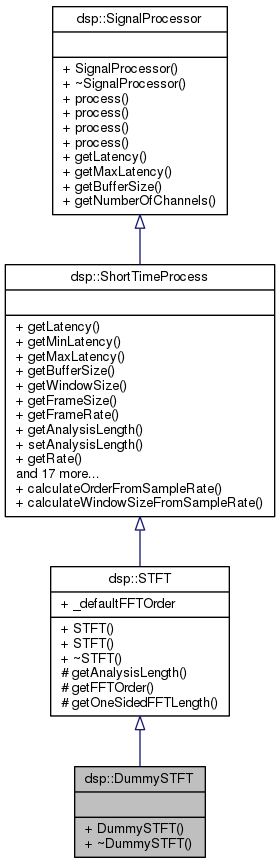 dsp::SignalProcessor
+ SignalProcessor()
+ ~SignalProcessor()
+ process()
+ process()
+ process()
+ process()
+ getLatency()
+ getMaxLatency()
+ getBufferSize()
+ getNumberOfChannels()
dsp::ShortTimeProcess
+ getLatency()
+ getMinLatency()
+ getMaxLatency()
+ getBufferSize()
+ getWindowSize()
+ getFrameSize()
+ getFrameRate()
+ getAnalysisLength()
+ setAnalysisLength()
+ getRate()
and 17 more...
+ calculateOrderFromSampleRate()
+ calculateWindowSizeFromSampleRate()
dsp::STFT
+ _defaultFFTOrder
+ STFT()
+ STFT()
+ ~STFT()
# getAnalysisLength()
# getFFTOrder()
# getOneSidedFFTLength()
dsp::DummySTFT
+ DummySTFT()
+ ~DummySTFT()